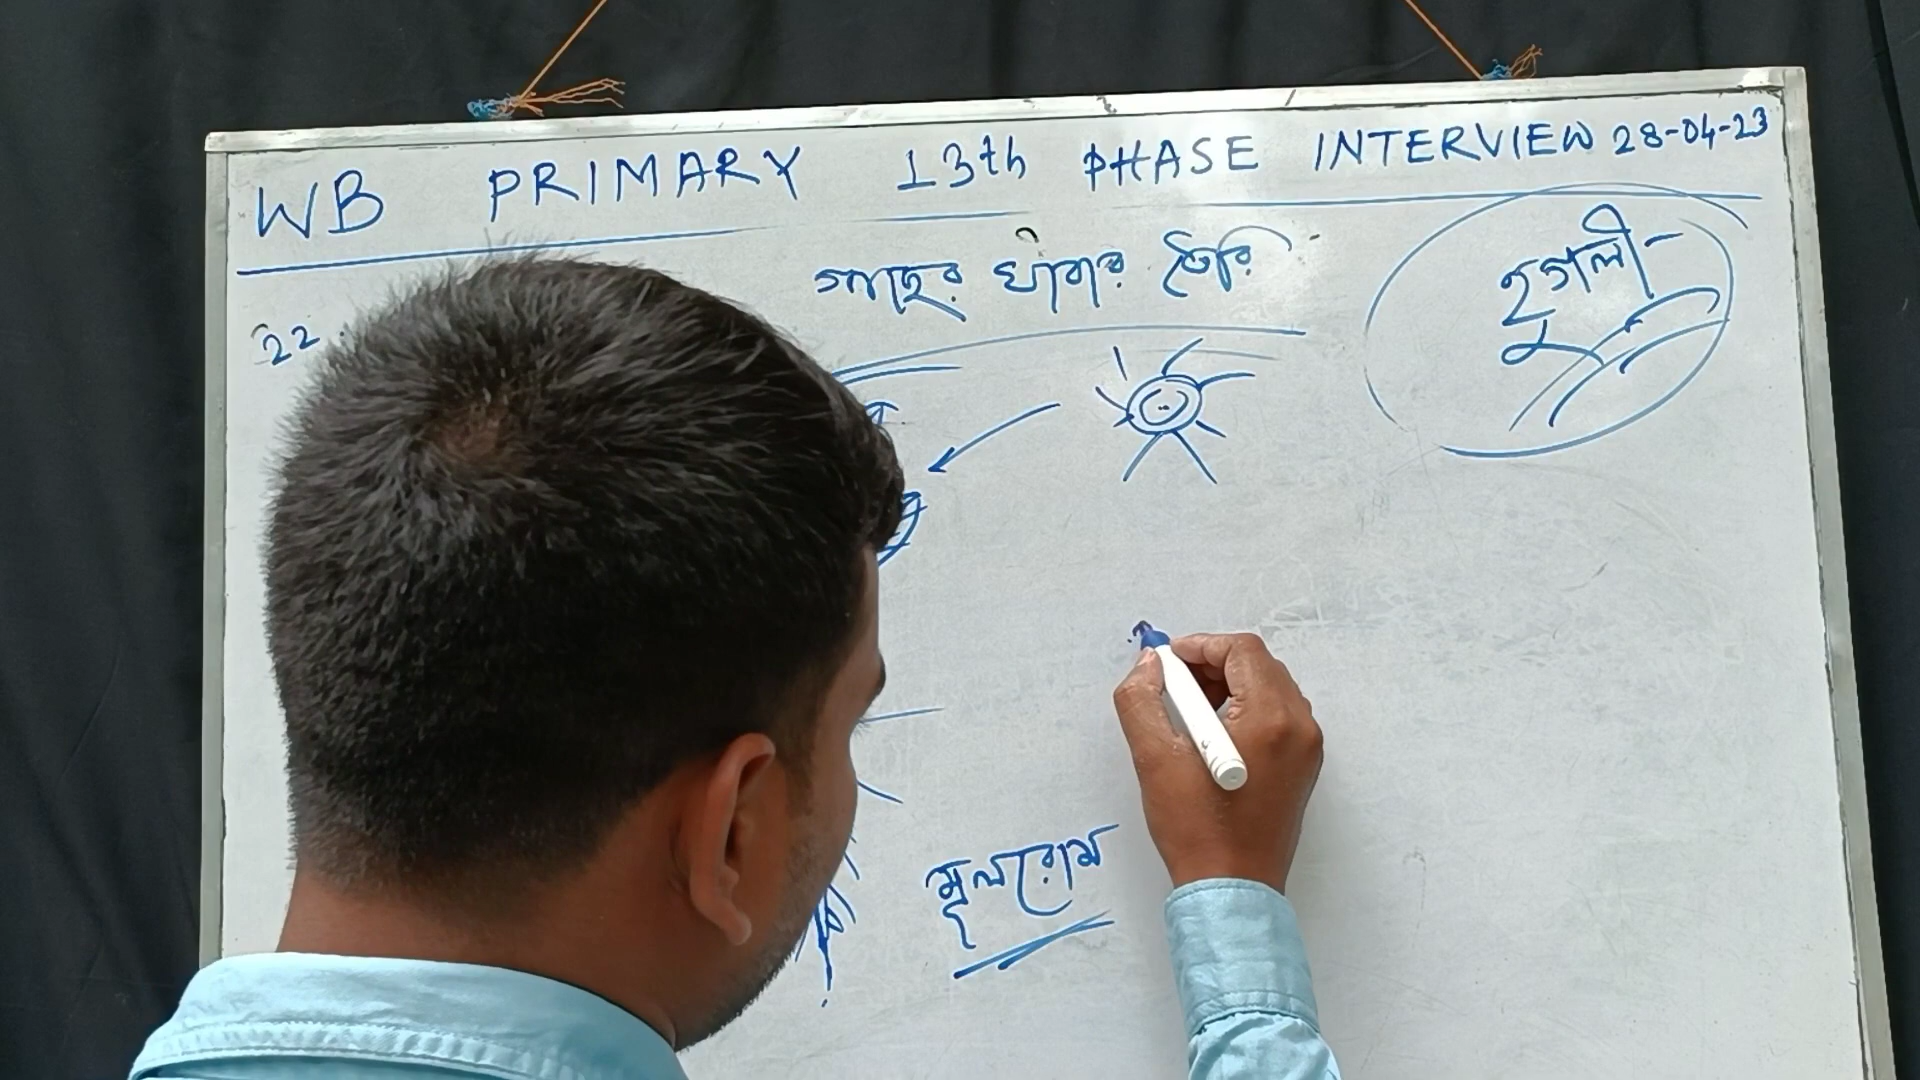 WB PRIMARY 13th PHASE INTERVIEW 28-04-23
গাছের খাবার তৈরি
হুগলী
22.
মূলরোম